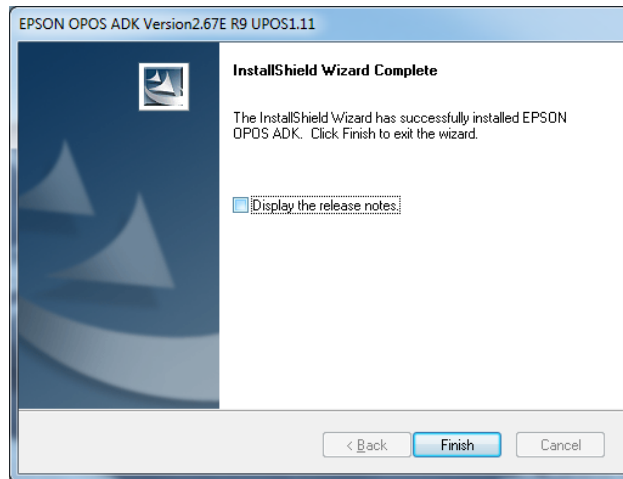 EPSON OPOS ADK Version2.67E R9 UPOS1.11
InstallShield Wizard Complete
The InstallShield Wizard has successfully installed EPSON
OPOS ADK. Click Finish to exit the wizard.
Display the release notes.
< Back
Finish
Cancel